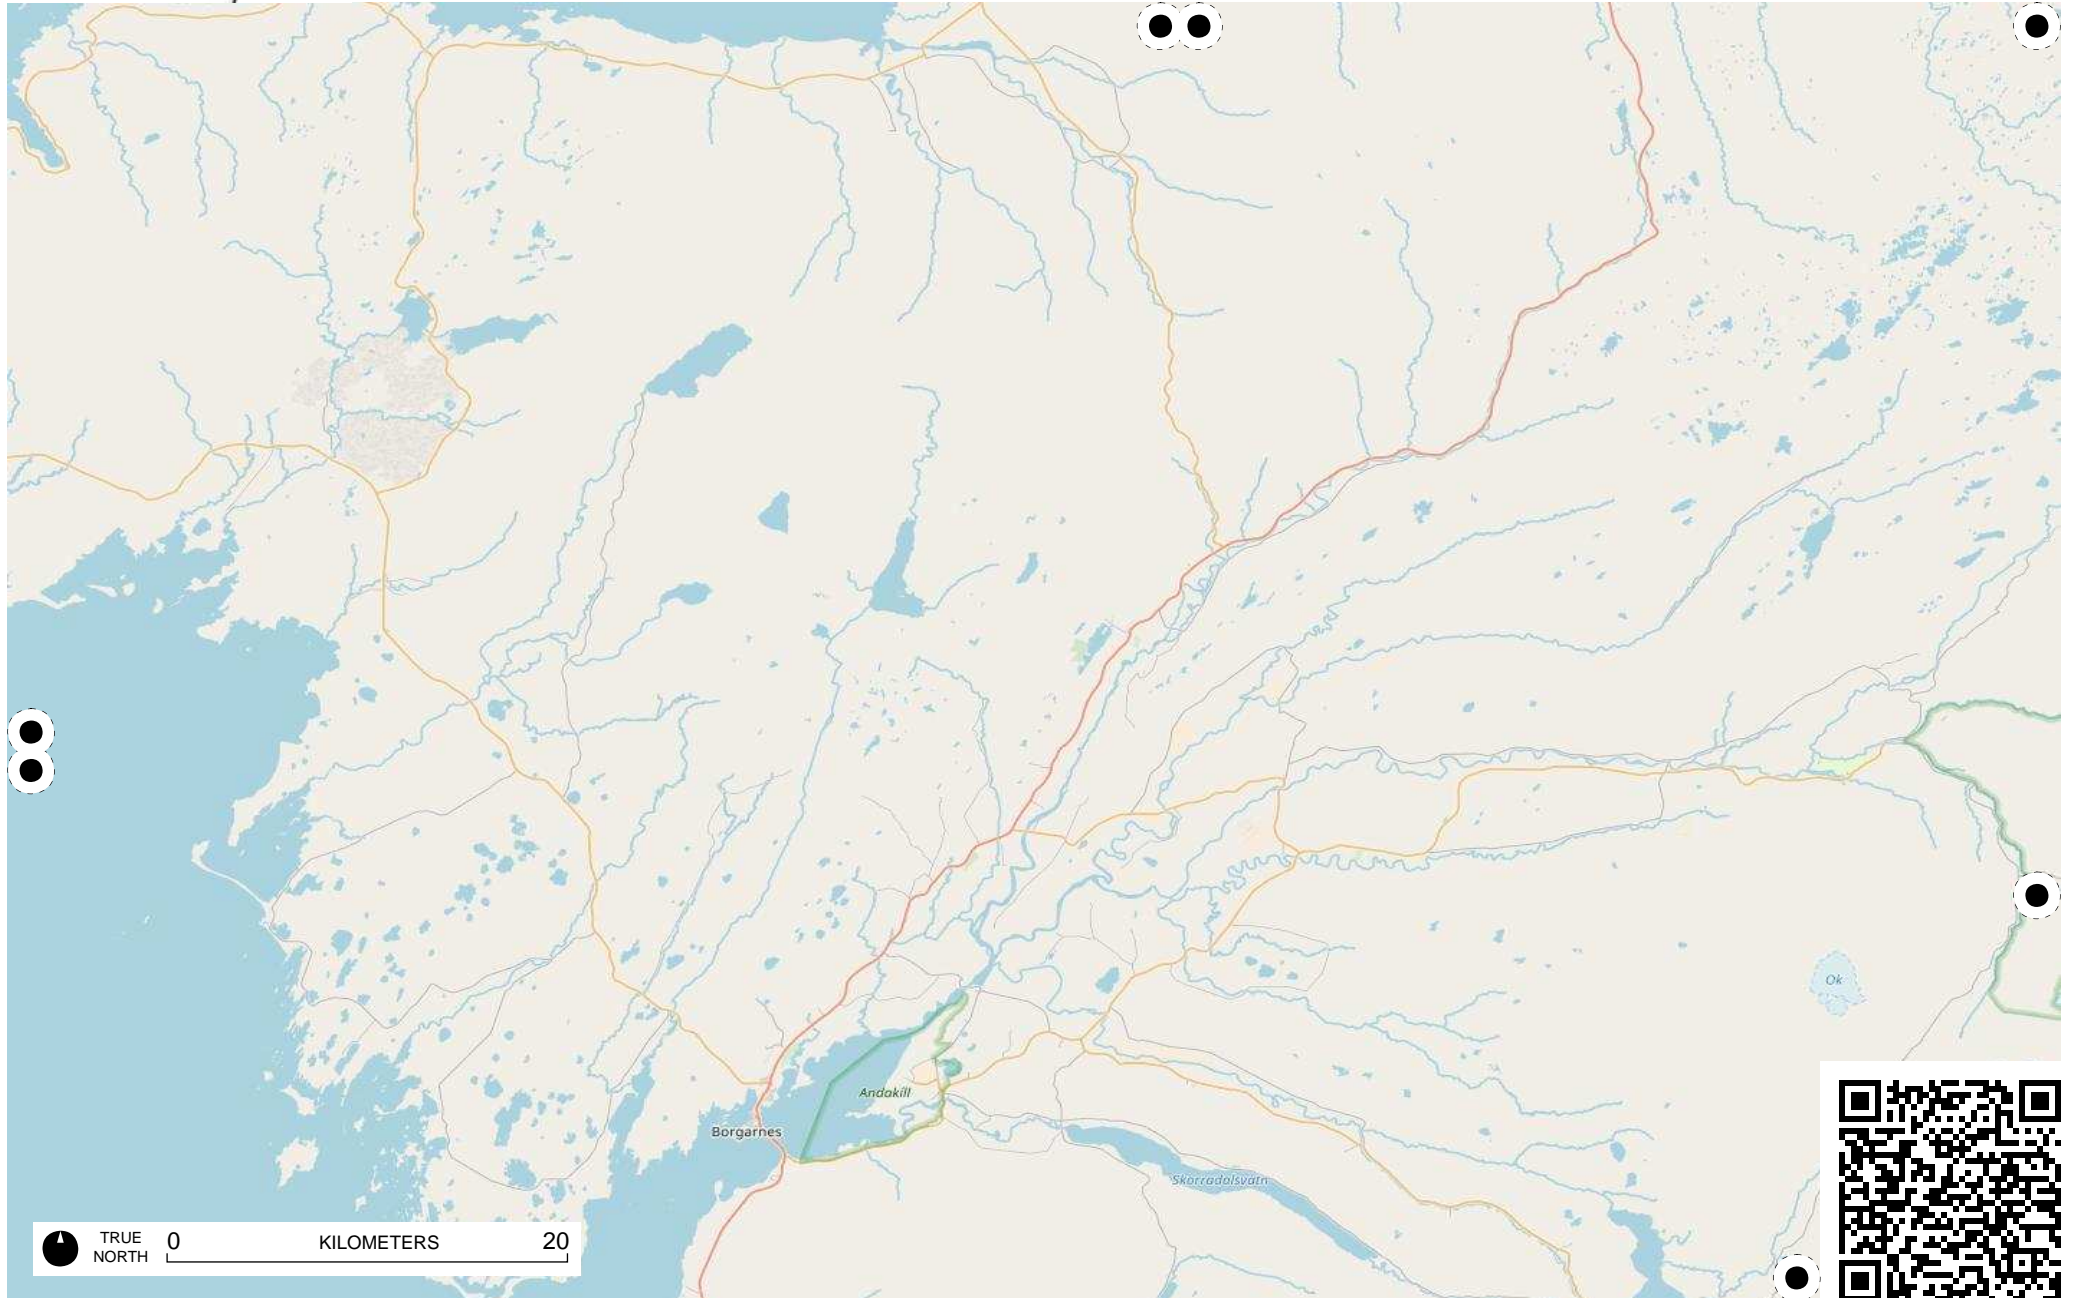 Ok
Andakíll
Borgarnes
Skorradalsvatn
TRUE NORTH
0 KILOMETERS 20